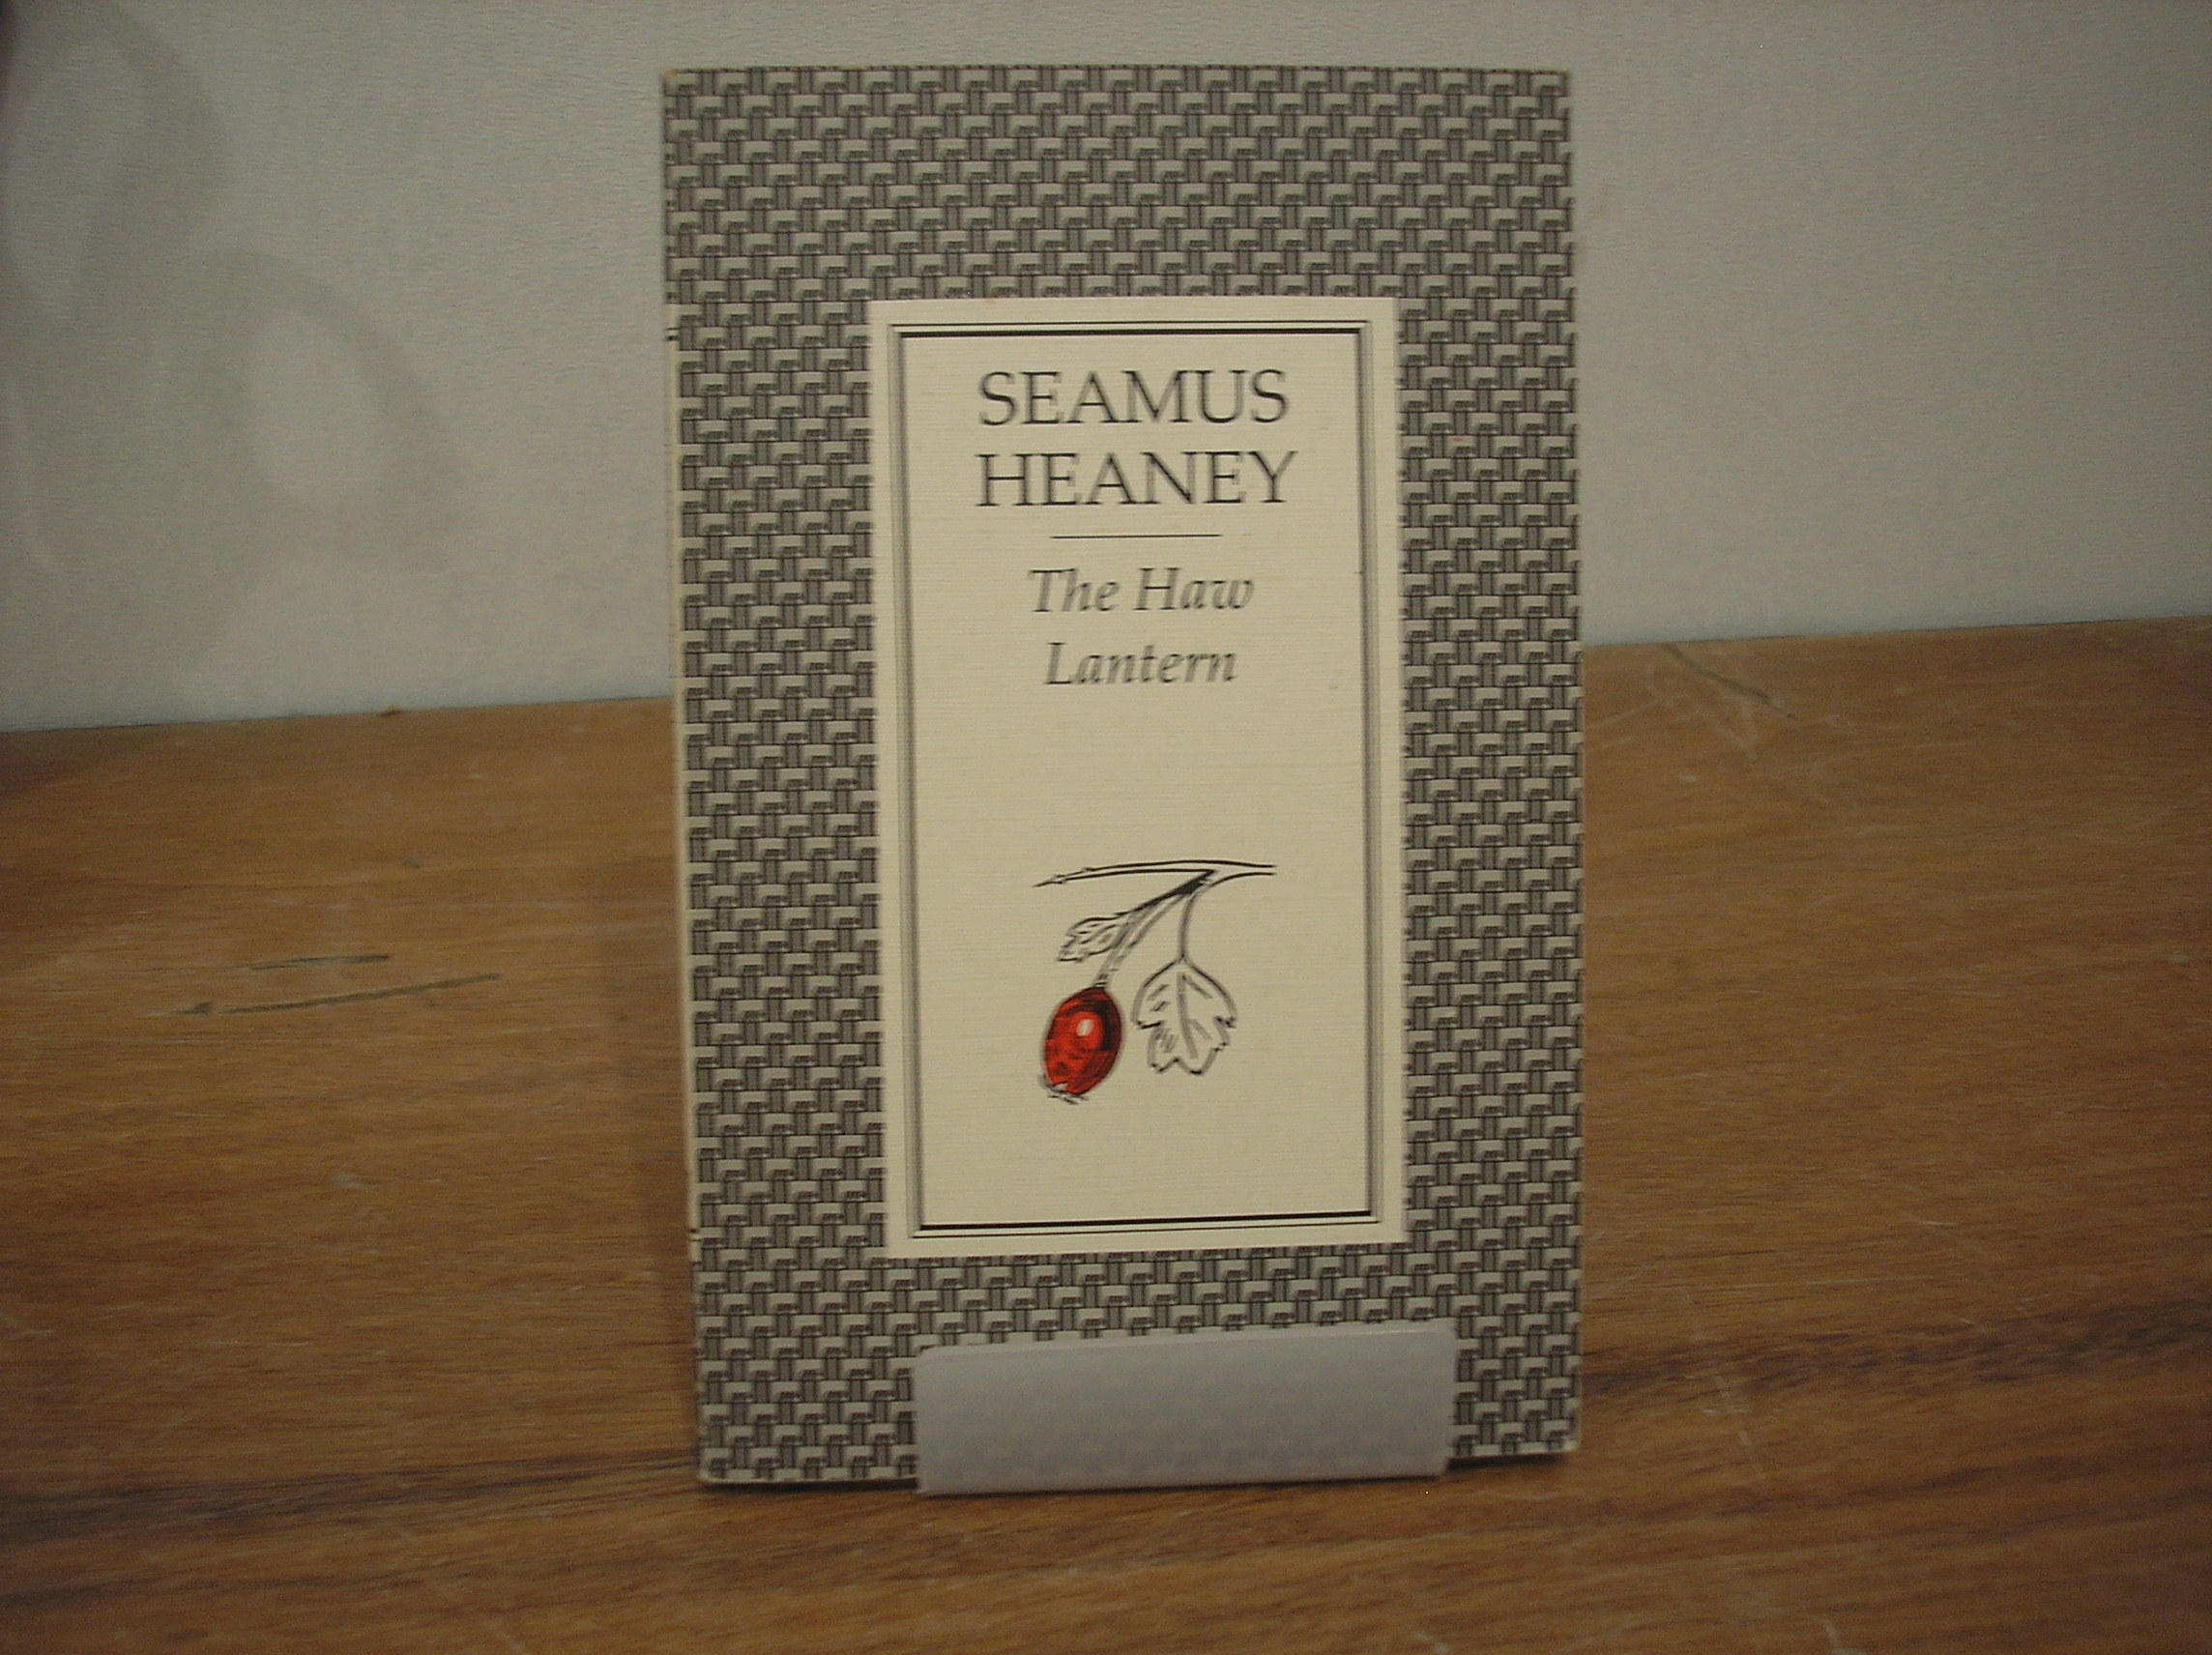 SEAMUS
HEANEY
The Haw
Lantern